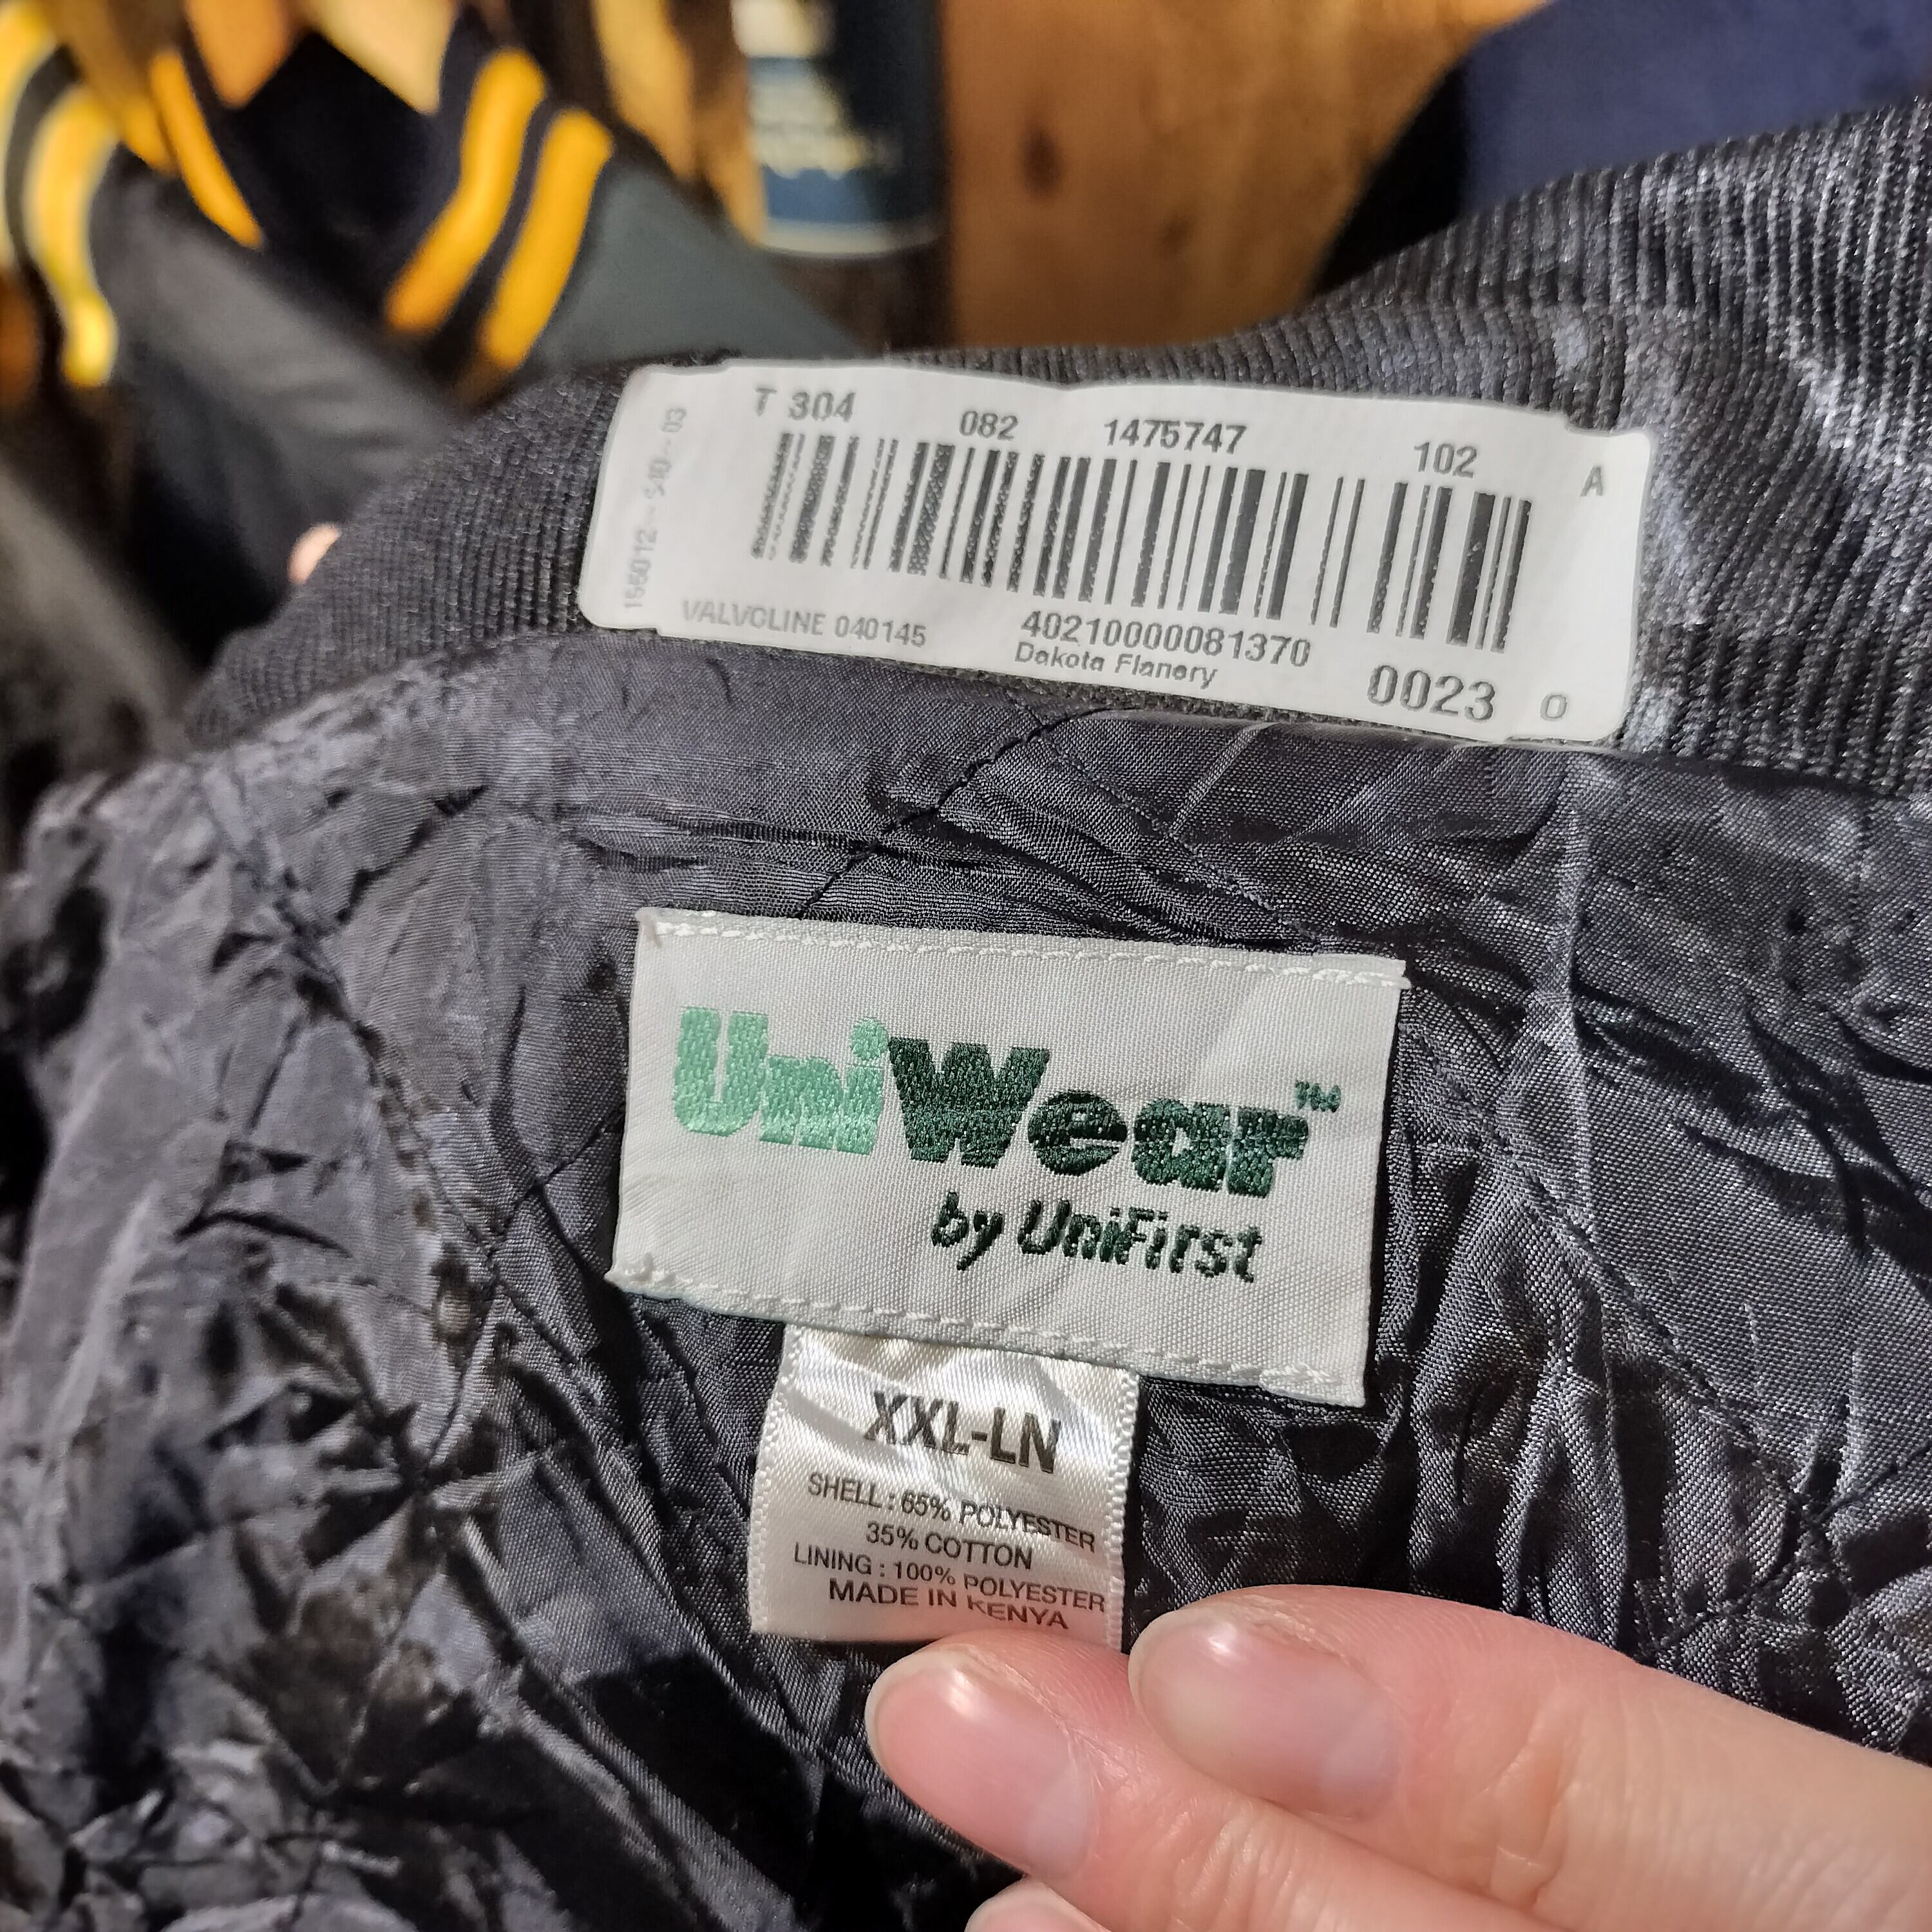 T 304 082 1475747 102 A
VALVOLINE 040145 40210000081370
Dakota Flanery
0023 0
UniWear™
by UniFirst
XXL-LN
SHELL : 65% POLYESTER
35% COTTON
LINING : 100% POLYESTER
MADE IN KENYA